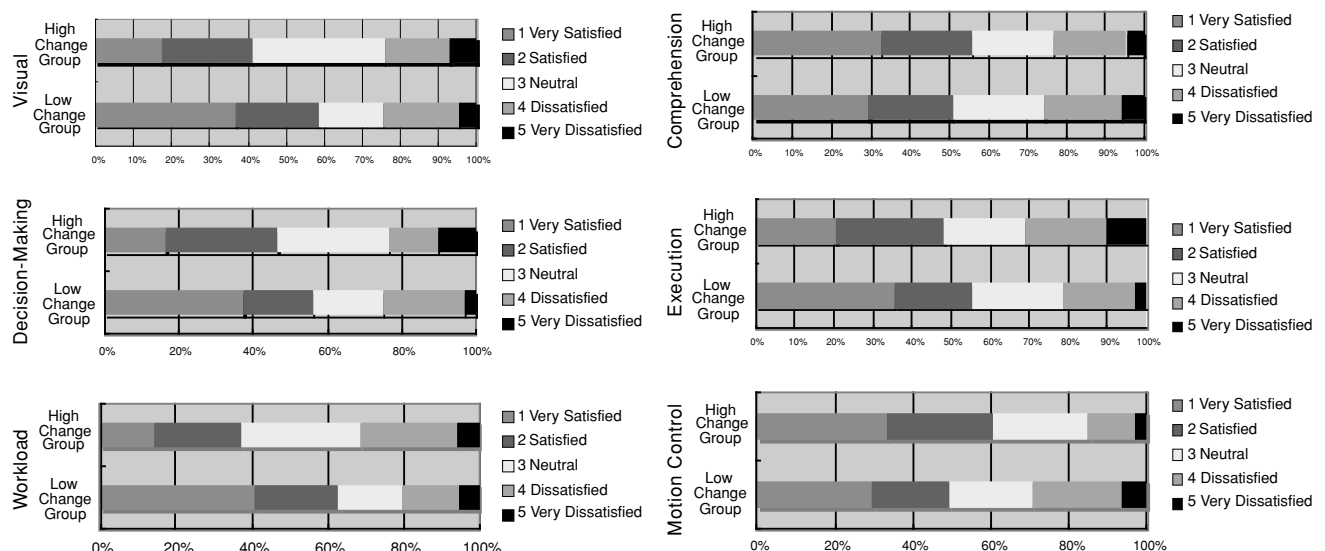 Visual
High
Change
Group
Low
Change
Group
0% 10% 20% 30% 40% 50% 60% 70% 80% 90% 100%
1 Very Satisfied
2 Satisfied
3 Neutral
4 Dissatisfied
5 Very Dissatisfied
Comprehension
High
Change
Group
Low
Change
Group
0% 10% 20% 30% 40% 50% 60% 70% 80% 90% 100%
1 Very Satisfied
2 Satisfied
3 Neutral
4 Dissatisfied
5 Very Dissatisfied
Decision-Making
High
Change
Group
Low
Change
Group
0% 20% 40% 60% 80% 100%
1 Very Satisfied
2 Satisfied
3 Neutral
4 Dissatisfied
5 Very Dissatisfied
Execution
High
Change
Group
Low
Change
Group
0% 10% 20% 30% 40% 50% 60% 70% 80% 90% 100%
1 Very Satisfied
2 Satisfied
3 Neutral
4 Dissatisfied
5 Very Dissatisfied
Workload
High
Change
Group
Low
Change
Group
0% 20% 40% 60% 80% 100%
1 Very Satisfied
2 Satisfied
3 Neutral
4 Dissatisfied
5 Very Dissatisfied
Motion Control
High
Change
Group
Low
Change
Group
0% 20% 40% 60% 80% 100%
1 Very Satisfied
2 Satisfied
3 Neutral
4 Dissatisfied
5 Very Dissatisfied